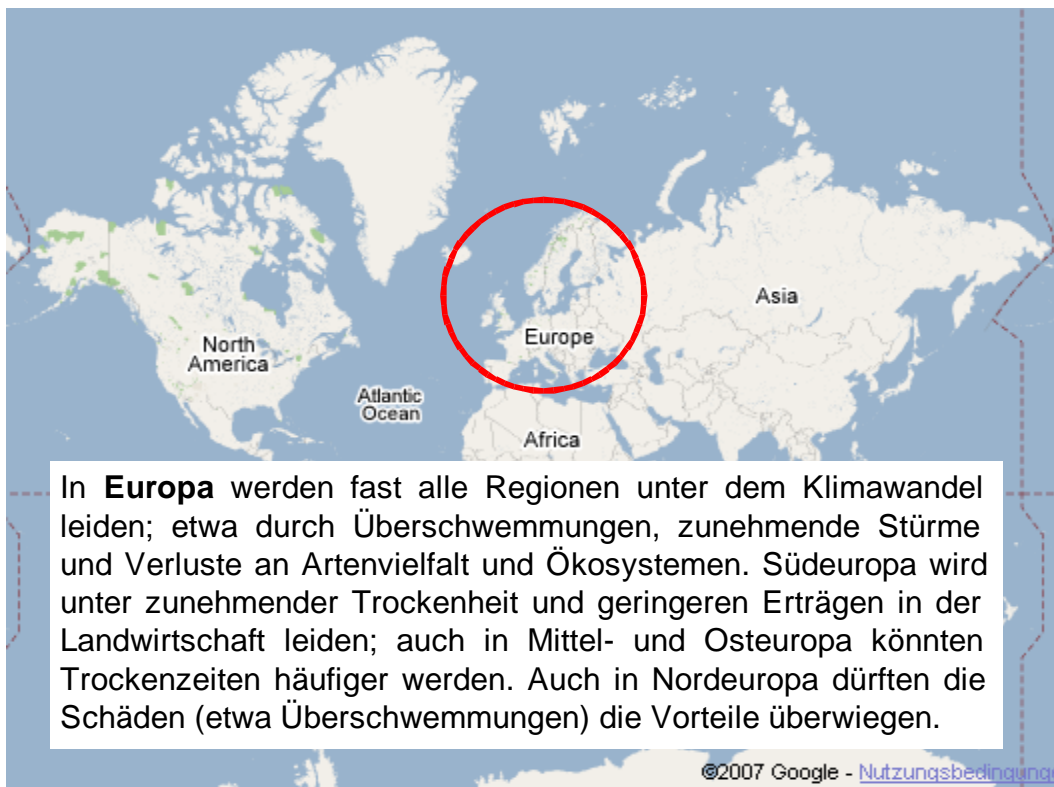 Asia
Europe
North
America
Atlantic
Ocean
Africa
In Europa werden fast alle Regionen unter dem Klimawandel
leiden; etwa durch Überschwemmungen, zunehmende Stürme
und Verluste an Artenvielfalt und Ökosystemen. Südeuropa wird
unter zunehmender Trockenheit und geringeren Erträgen in der
Landwirtschaft leiden; auch in Mittel- und Osteuropa könnten
Trockenzeiten häufiger werden. Auch in Nordeuropa dürften die
Schäden (etwa Überschwemmungen) die Vorteile überwiegen.
©2007 Google - Nutzungsbedingunge